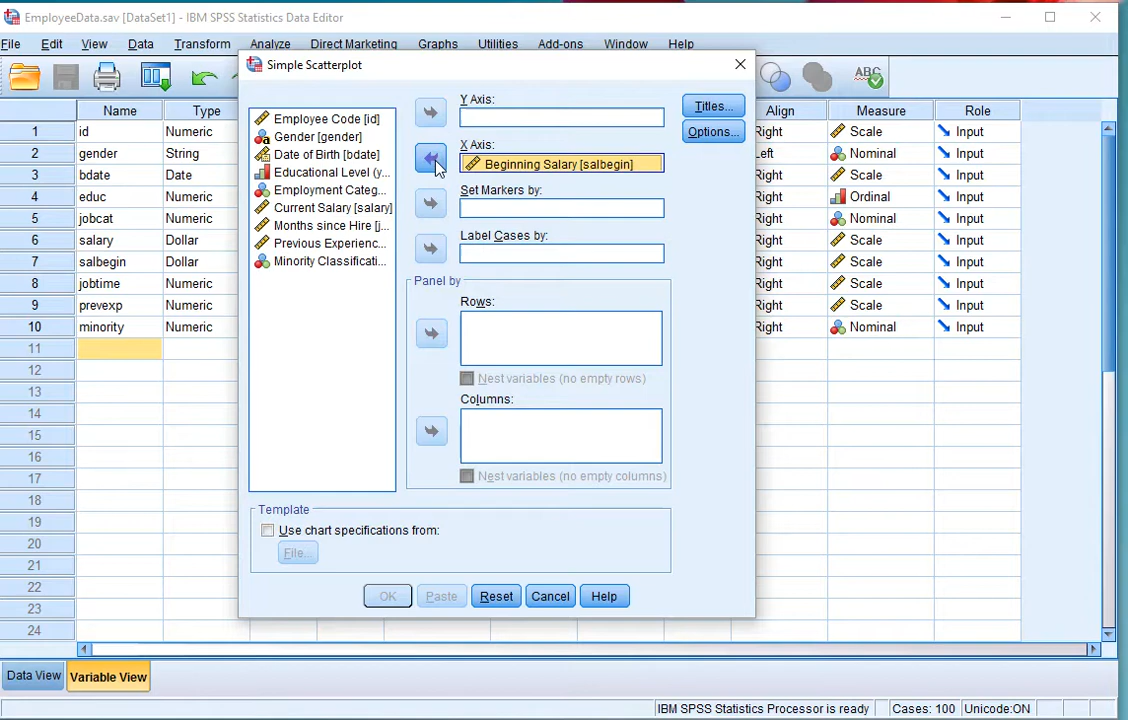 EmployeeData.sav [DataSet1] - IBM SPSS Statistics Data Editor
File Edit View Data Transform Analyze Direct Marketing Graphs Utilities Add-ons Window Help
Simple Scatterplot
Name Type Align Measure Role
1 id Numeric Right Scale Input
2 gender String Left Nominal Input
3 bdate Date Right Scale Input
4 educ Numeric Right Ordinal Input
5 jobcat Numeric Right Nominal Input
6 salary Dollar Right Scale Input
7 salbegin Dollar Right Scale Input
8 jobtime Numeric Right Scale Input
9 prevexp Numeric Right Scale Input
10 minority Numeric Right Nominal Input
11
12
13
14
15
16
17
18
19
20
21
22
23
24
Employee Code [id]
Gender [gender]
Date of Birth [bdate]
Educational Level (y...
Employment Categ...
Current Salary [salary]
Months since Hire [j...
Previous Experienc...
Minority Classificati...
Y Axis:
X Axis:
Beginning Salary [salbegin]
Set Markers by:
Label Cases by:
Titles...
Options...
Panel by
Rows:
Nest variables (no empty rows)
Columns:
Nest variables (no empty columns)
Template
Use chart specifications from:
File...
OK Paste Reset Cancel Help
Data View Variable View
IBM SPSS Statistics Processor is ready Cases: 100 Unicode:ON
ABC